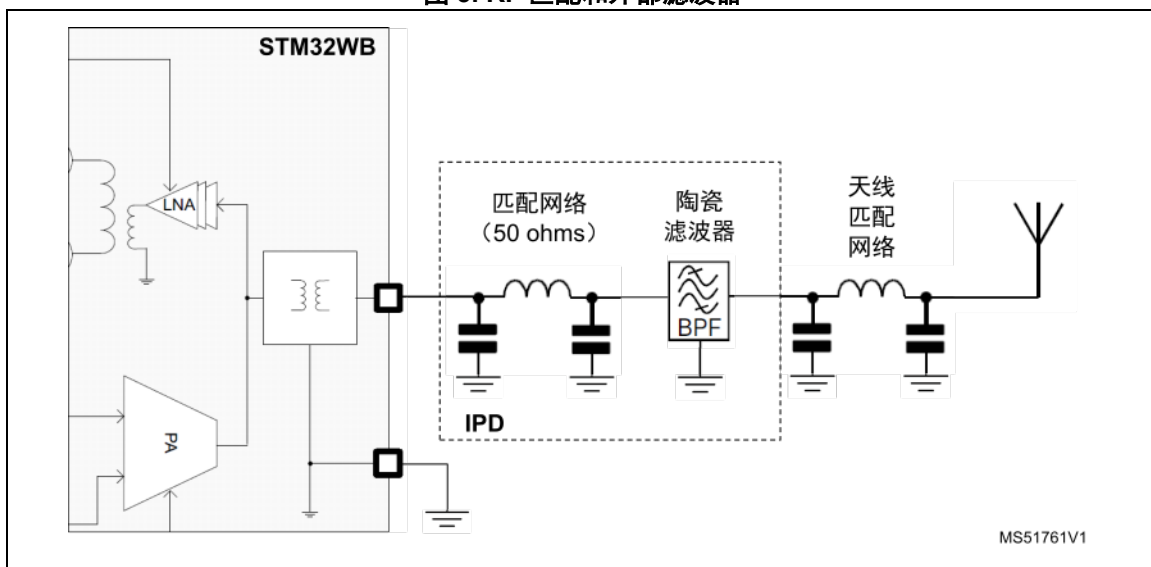 STM32WB
LNA
PA
匹配网络
（50 ohms）
陶瓷
滤波器
BPF
IPD
天线
匹配
网络
MS51761V1